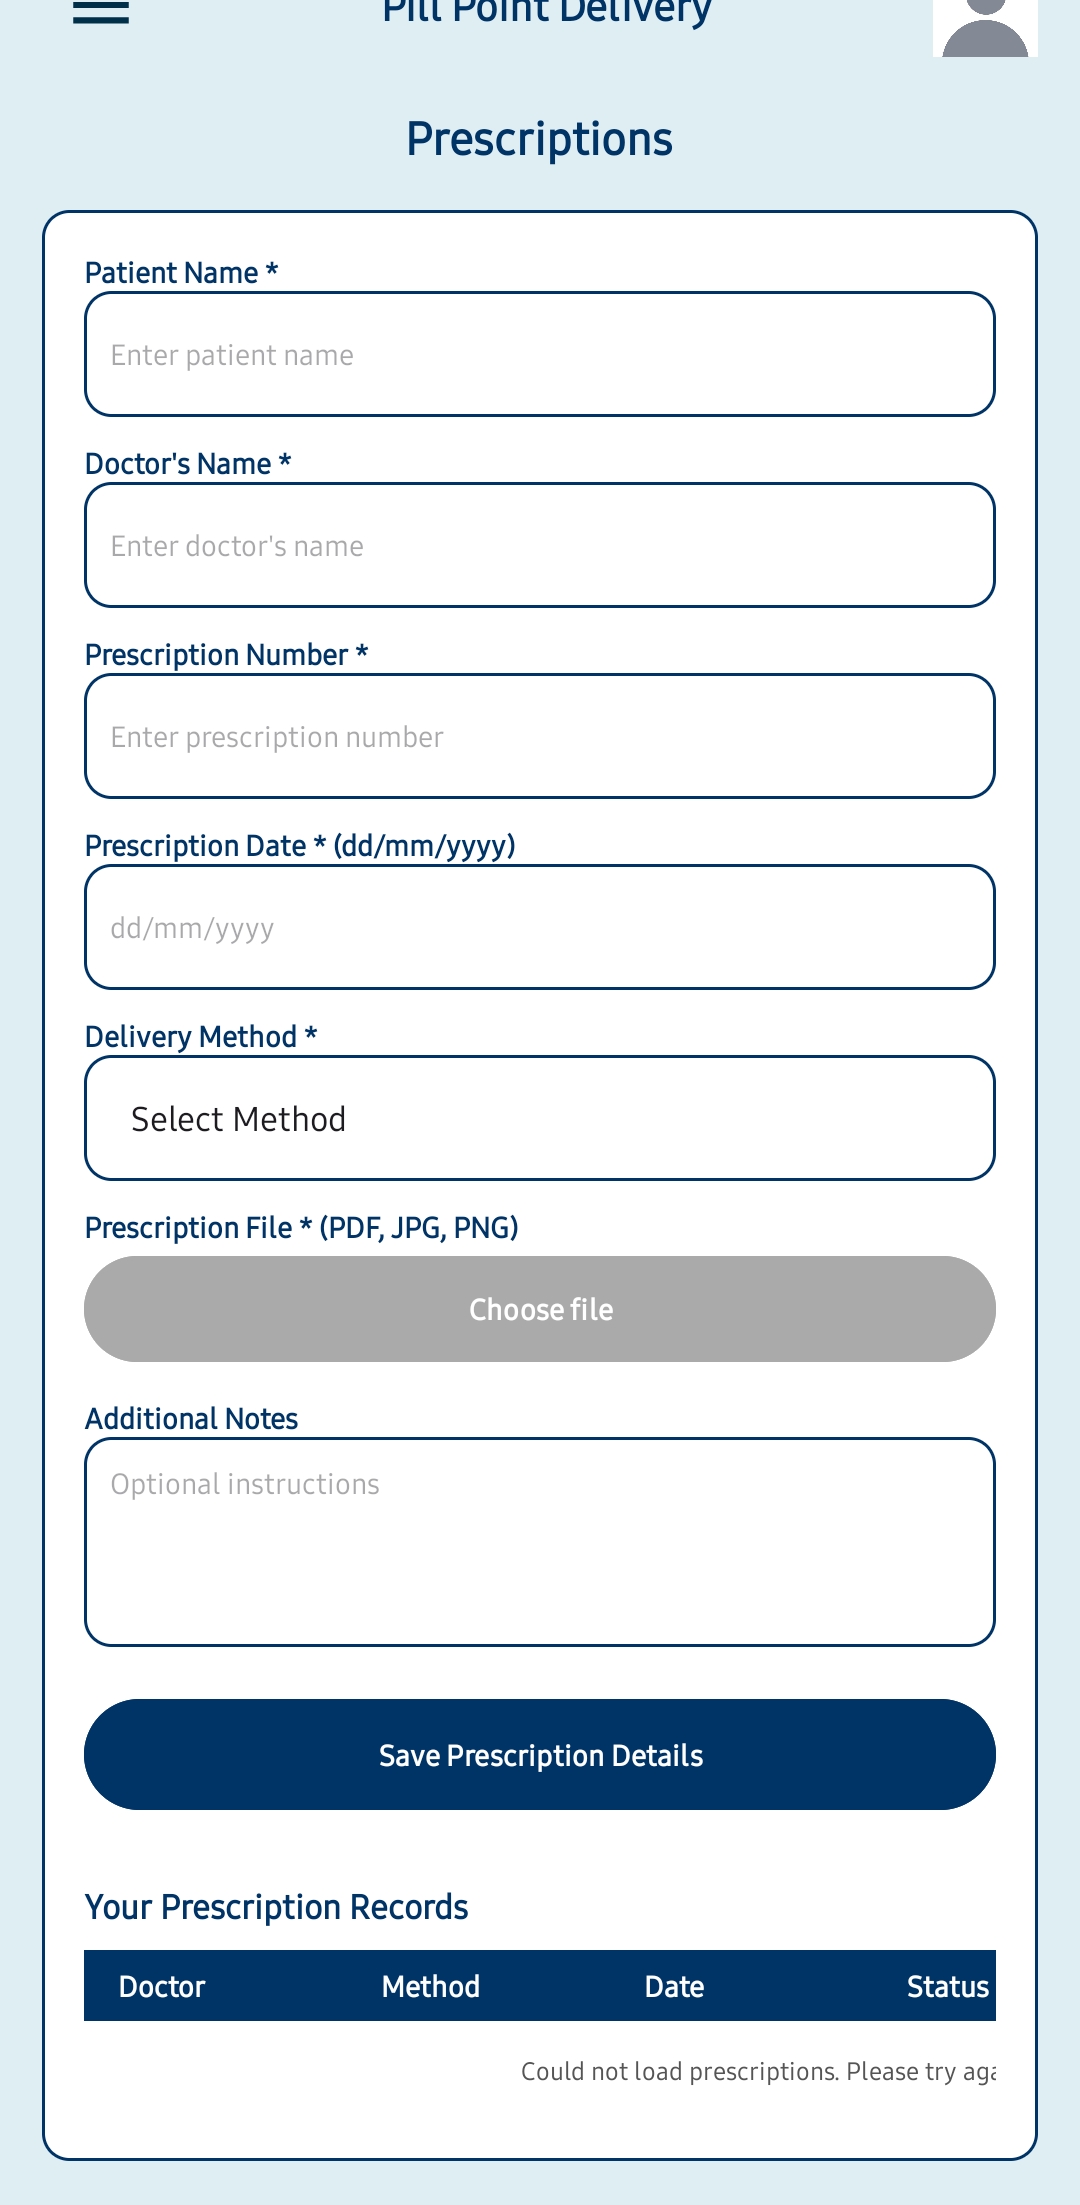 Pill Point Delivery
Prescriptions
Patient Name *
Enter patient name
Doctor's Name *
Enter doctor's name
Prescription Number *
Enter prescription number
Prescription Date * (dd/mm/yyyy)
dd/mm/yyyy
Delivery Method *
Select Method
Prescription File * (PDF, JPG, PNG)
Choose file
Additional Notes
Optional instructions
Save Prescription Details
Your Prescription Records
Doctor Method Date Status
Could not load prescriptions. Please try